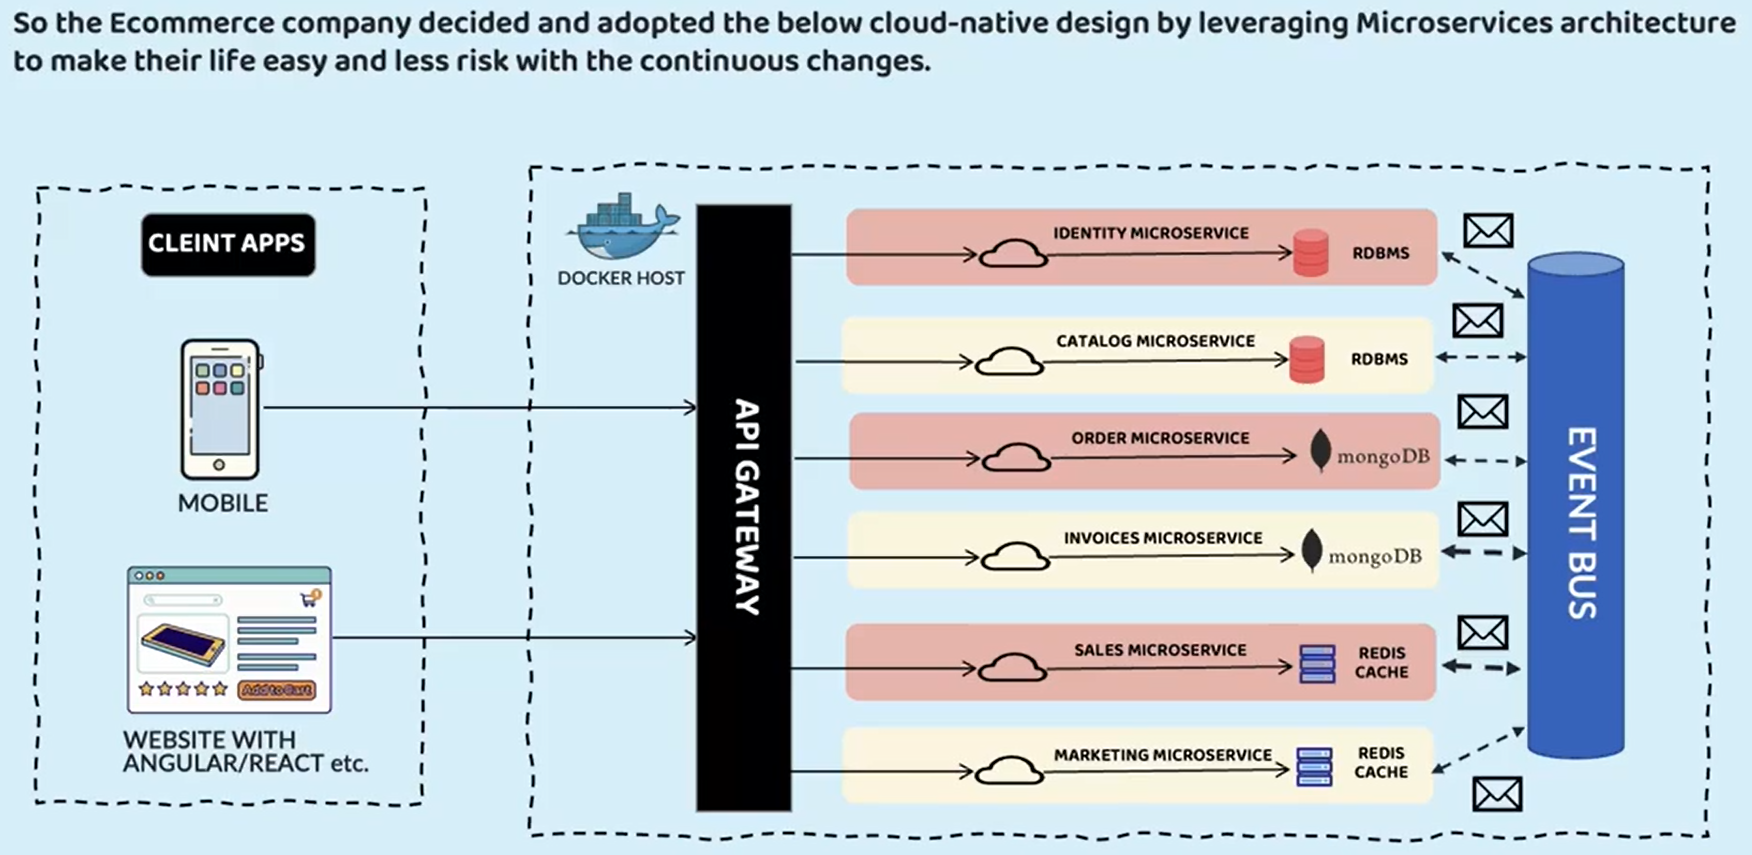 So the Ecommerce company decided and adopted the below cloud-native design by leveraging Microservices architecture
to make their life easy and less risk with the continuous changes.
CLEINT APPS
MOBILE
Add to Cart
WEBSITE WITH
ANGULAR/REACT etc.
DOCKER HOST
API GATEWAY
IDENTITY MICROSERVICE
RDBMS
CATALOG MICROSERVICE
RDBMS
ORDER MICROSERVICE
mongoDB
INVOICES MICROSERVICE
mongoDB
SALES MICROSERVICE
REDIS
CACHE
MARKETING MICROSERVICE
REDIS
CACHE
EVENT BUS